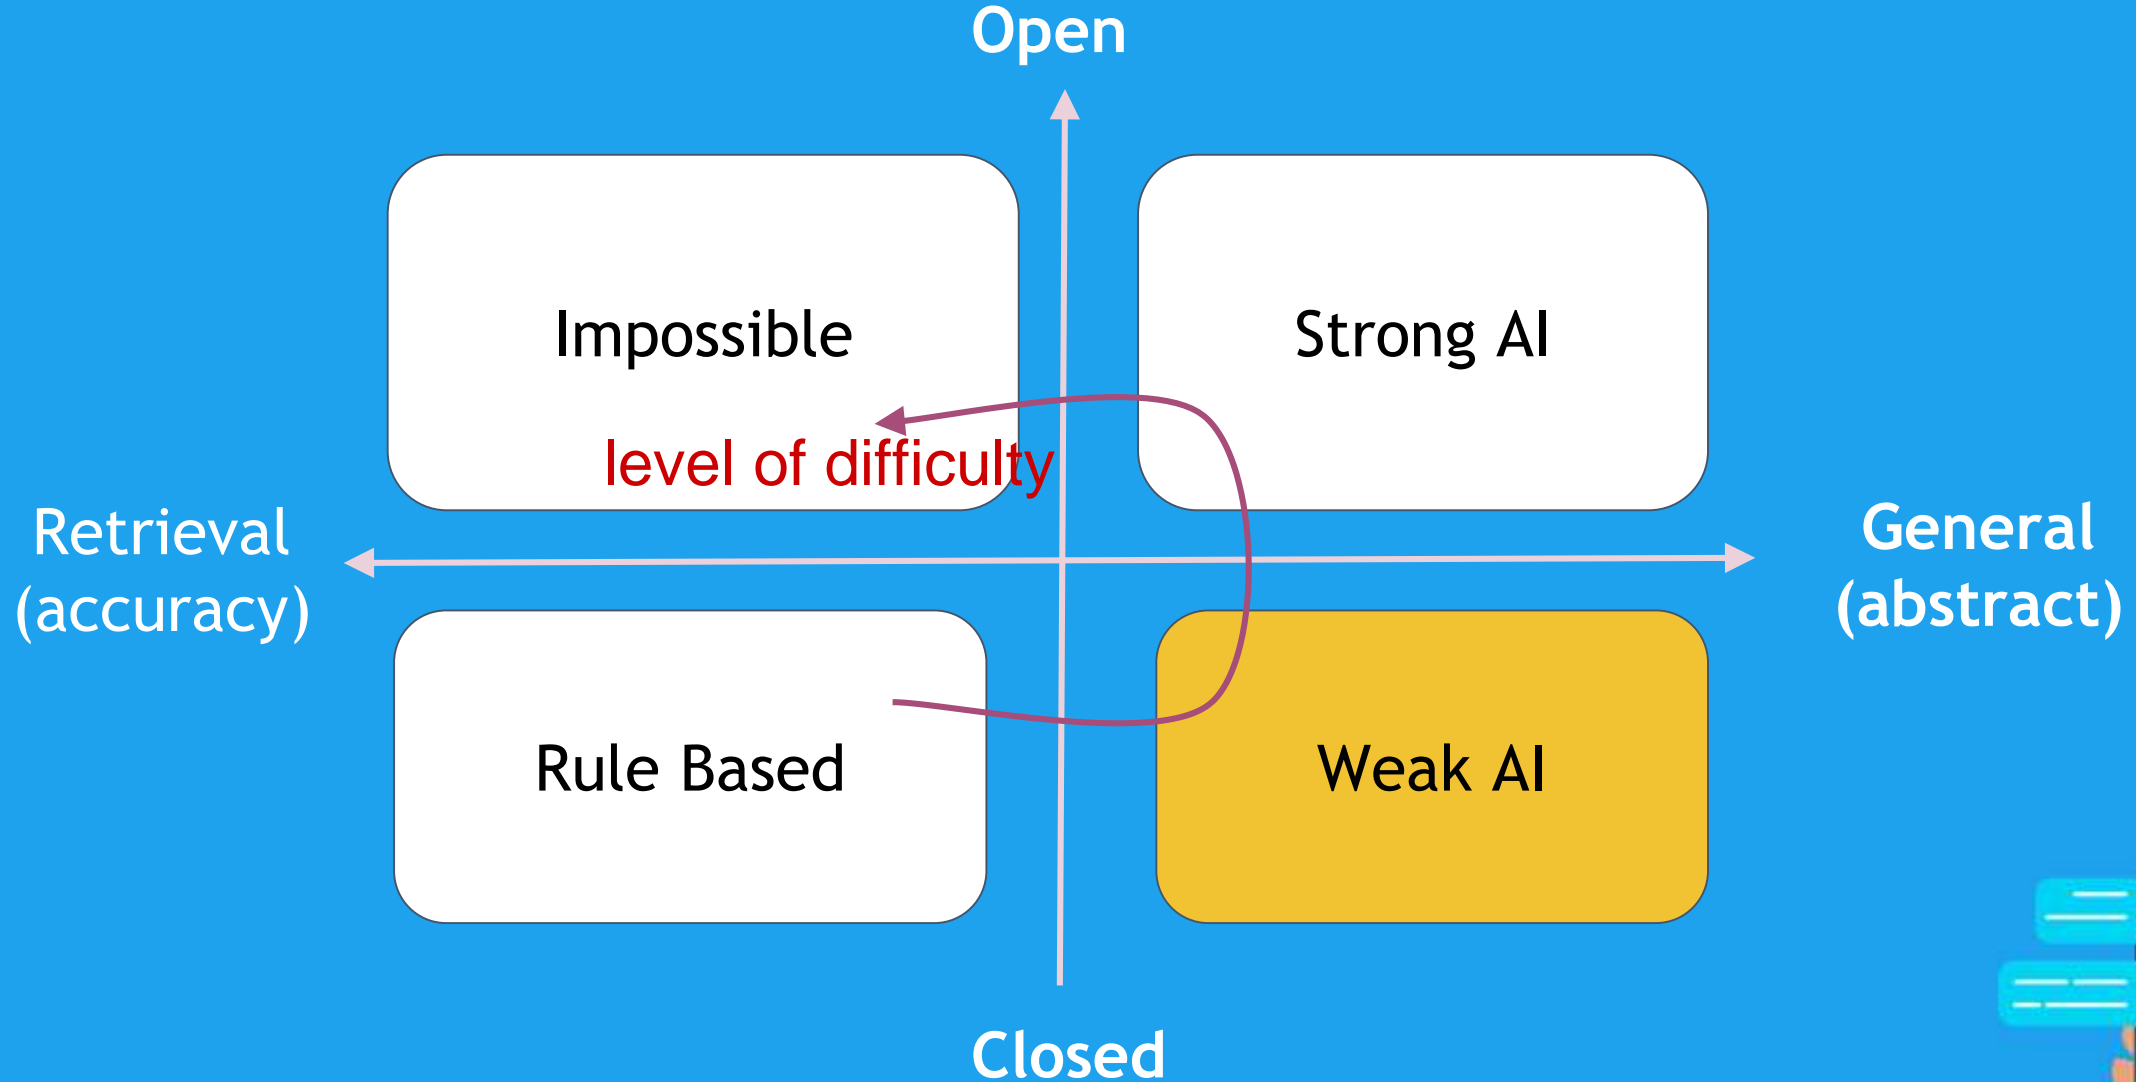 Open
Impossible
Strong AI
level of difficulty
Retrieval
(accuracy)
General
(abstract)
Rule Based
Weak AI
Closed